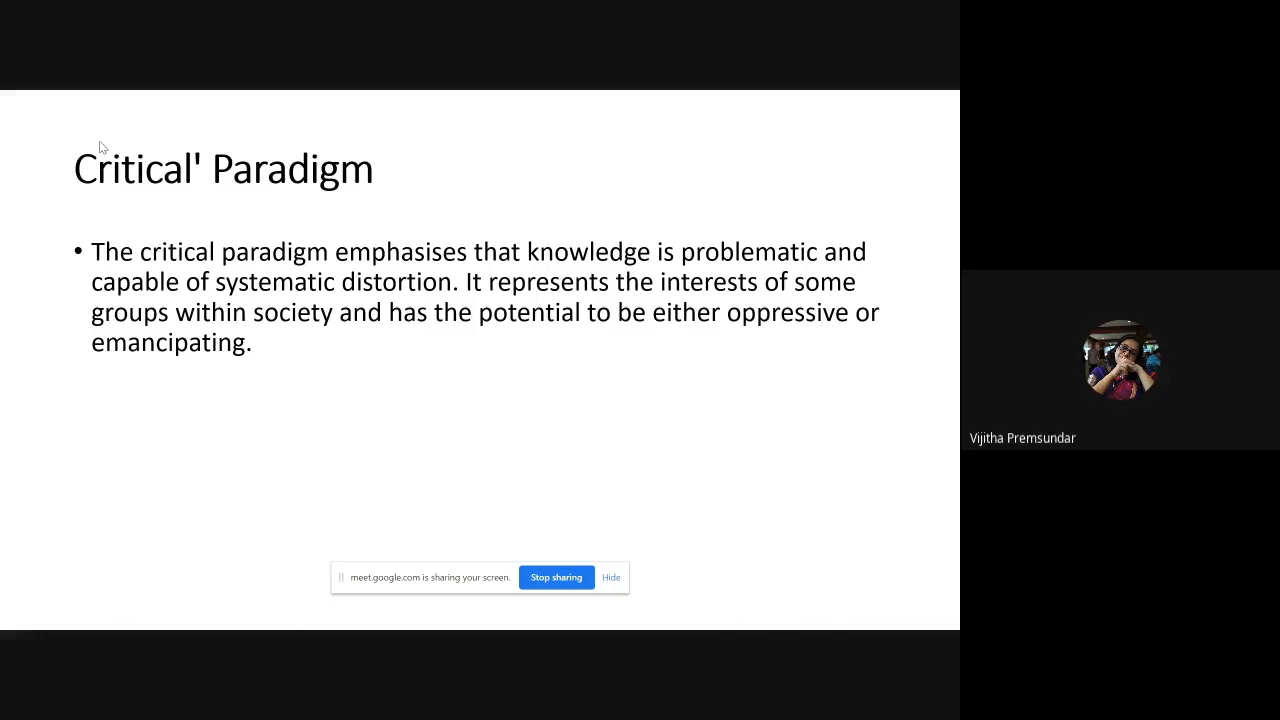 Critical' Paradigm
• The critical paradigm emphasises that knowledge is problematic and
capable of systematic distortion. It represents the interests of some
groups within society and has the potential to be either oppressive or
emancipating.
Vijitha Premsundar
meet.google.com is sharing your screen. Stop sharing Hide